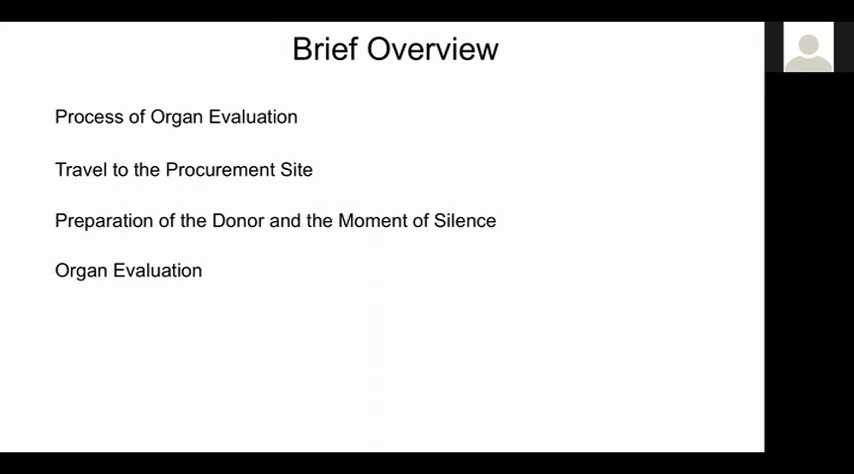 Brief Overview
Process of Organ Evaluation
Travel to the Procurement Site
Preparation of the Donor and the Moment of Silence
Organ Evaluation